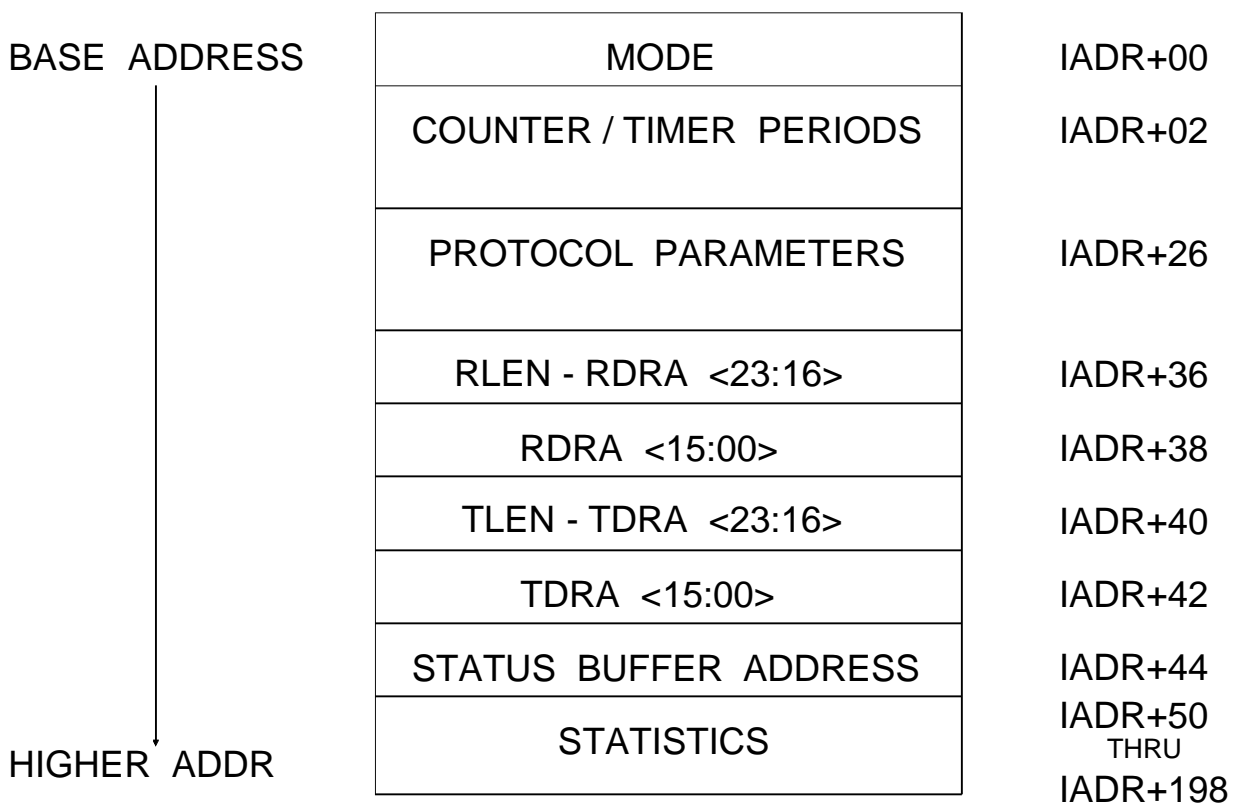 BASE ADDRESS MODE IADR+00
COUNTER / TIMER PERIODS IADR+02
PROTOCOL PARAMETERS IADR+26
RLEN - RDRA <23:16> IADR+36
RDRA <15:00> IADR+38
TLEN - TDRA <23:16> IADR+40
TDRA <15:00> IADR+42
STATUS BUFFER ADDRESS IADR+44
IADR+50
STATISTICS THRU
HIGHER ADDR IADR+198